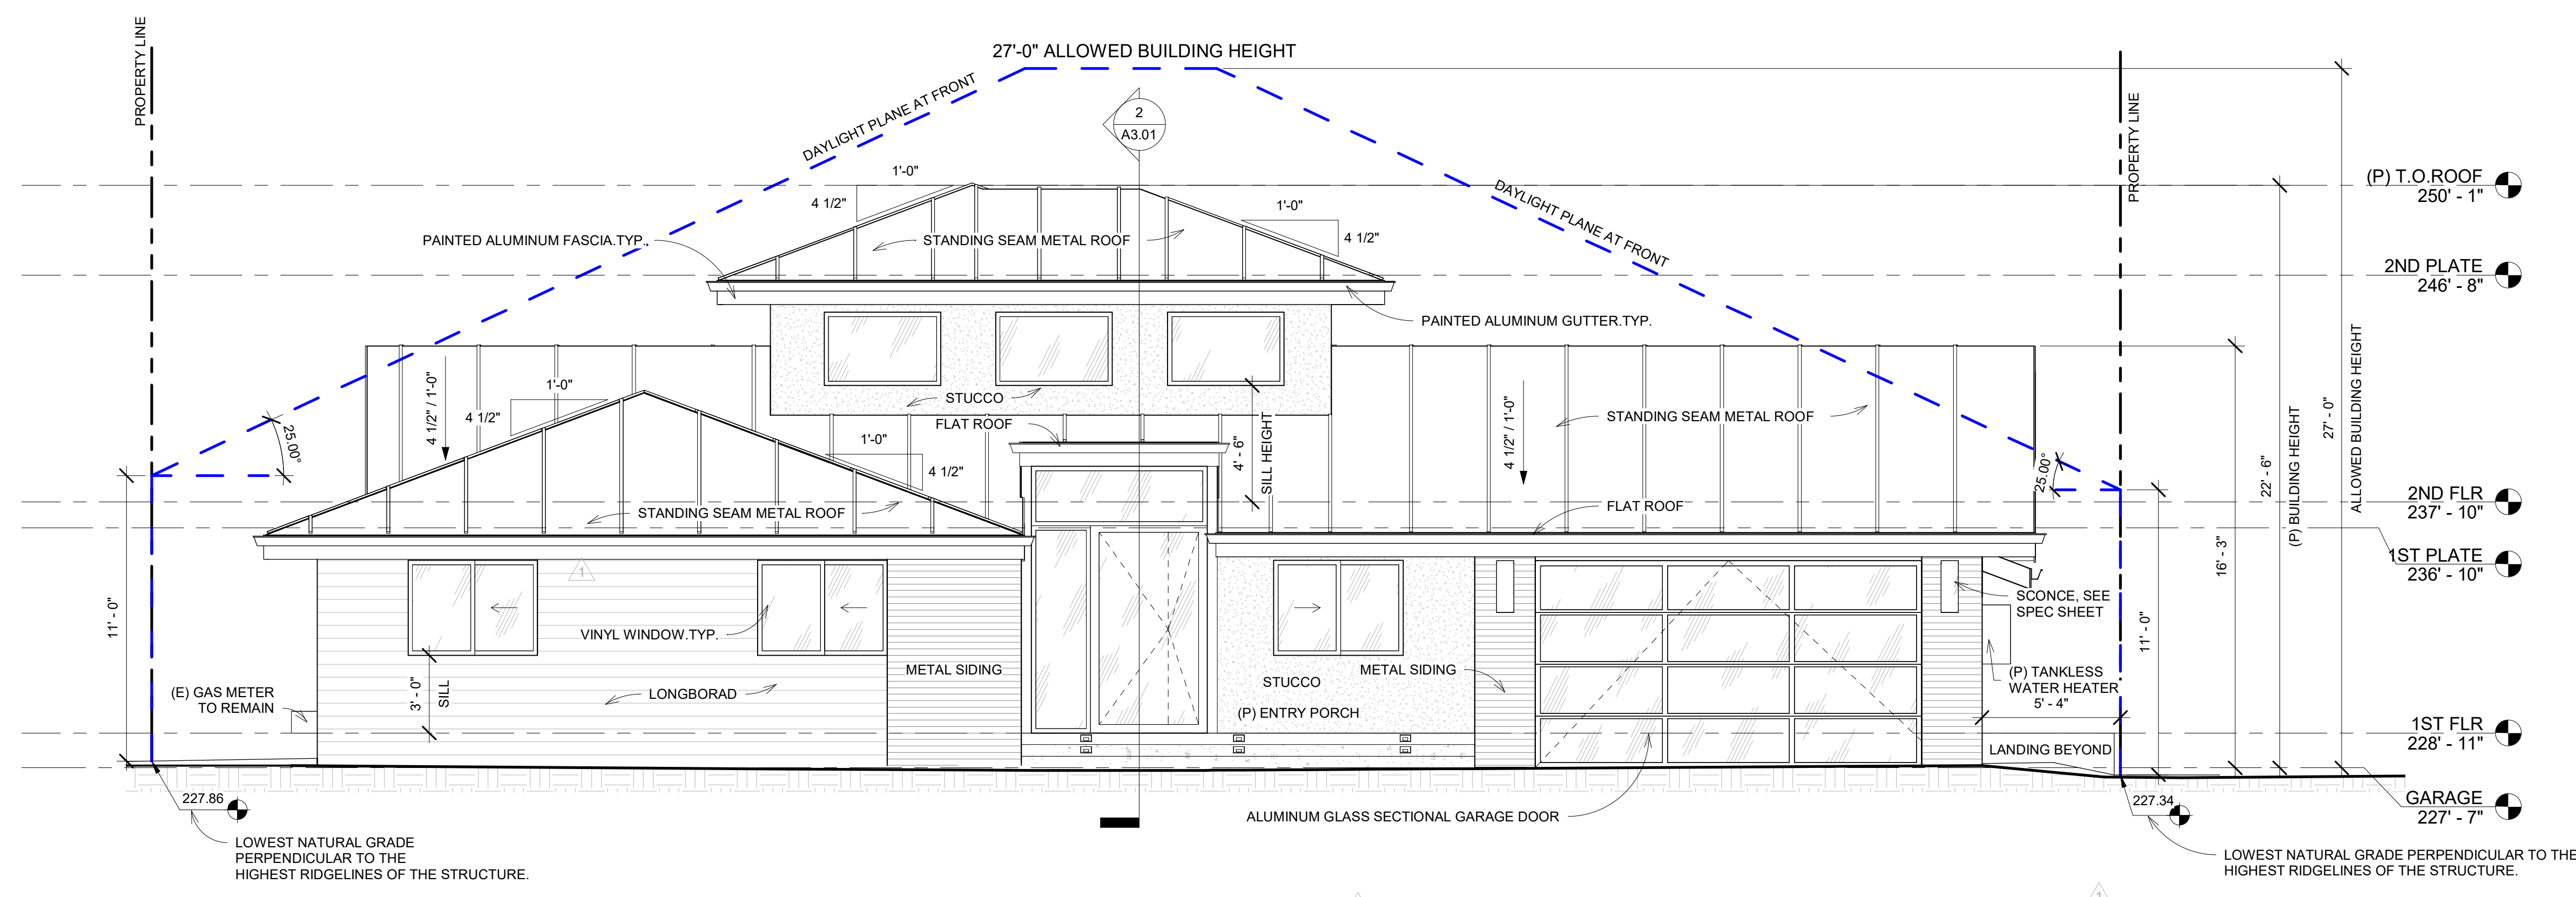 PROPERTY LINE
27'-0" ALLOWED BUILDING HEIGHT
DAYLIGHT PLANE AT FRONT
2
A3.01
PROPERTY LINE
(P) T.O.ROOF
250' - 1"
1'-0"
4 1/2"
1'-0"
4 1/2"
DAYLIGHT PLANE AT FRONT
PAINTED ALUMINUM FASCIA.TYP.
STANDING SEAM METAL ROOF
2ND PLATE
246' - 8"
PAINTED ALUMINUM GUTTER.TYP.
4 1/2" / 1'-0"
1'-0"
4 1/2"
STUCCO
FLAT ROOF
1'-0"
4 1/2"
4' - 6"
SILL HEIGHT
4 1/2" / 1'-0"
STANDING SEAM METAL ROOF
25.00°
25.00°
22' - 6"
(P) BUILDING HEIGHT
27' - 0"
ALLOWED BUILDING HEIGHT
2ND FLR
237' - 10"
STANDING SEAM METAL ROOF
FLAT ROOF
16' - 3"
1ST PLATE
236' - 10"
1
11' - 0"
VINYL WINDOW.TYP.
SCONCE, SEE
SPEC SHEET
11' - 0"
METAL SIDING
METAL SIDING
STUCCO
(P) TANKLESS
WATER HEATER
5' - 4"
(E) GAS METER
TO REMAIN
3' - 0"
SILL
LONGBORAD
(P) ENTRY PORCH
1ST FLR
228' - 11"
LANDING BEYOND
227.86
227.34
GARAGE
227' - 7"
ALUMINUM GLASS SECTIONAL GARAGE DOOR
LOWEST NATURAL GRADE
PERPENDICULAR TO THE
HIGHEST RIDGELINES OF THE STRUCTURE.
LOWEST NATURAL GRADE PERPENDICULAR TO THE
HIGHEST RIDGELINES OF THE STRUCTURE.
1